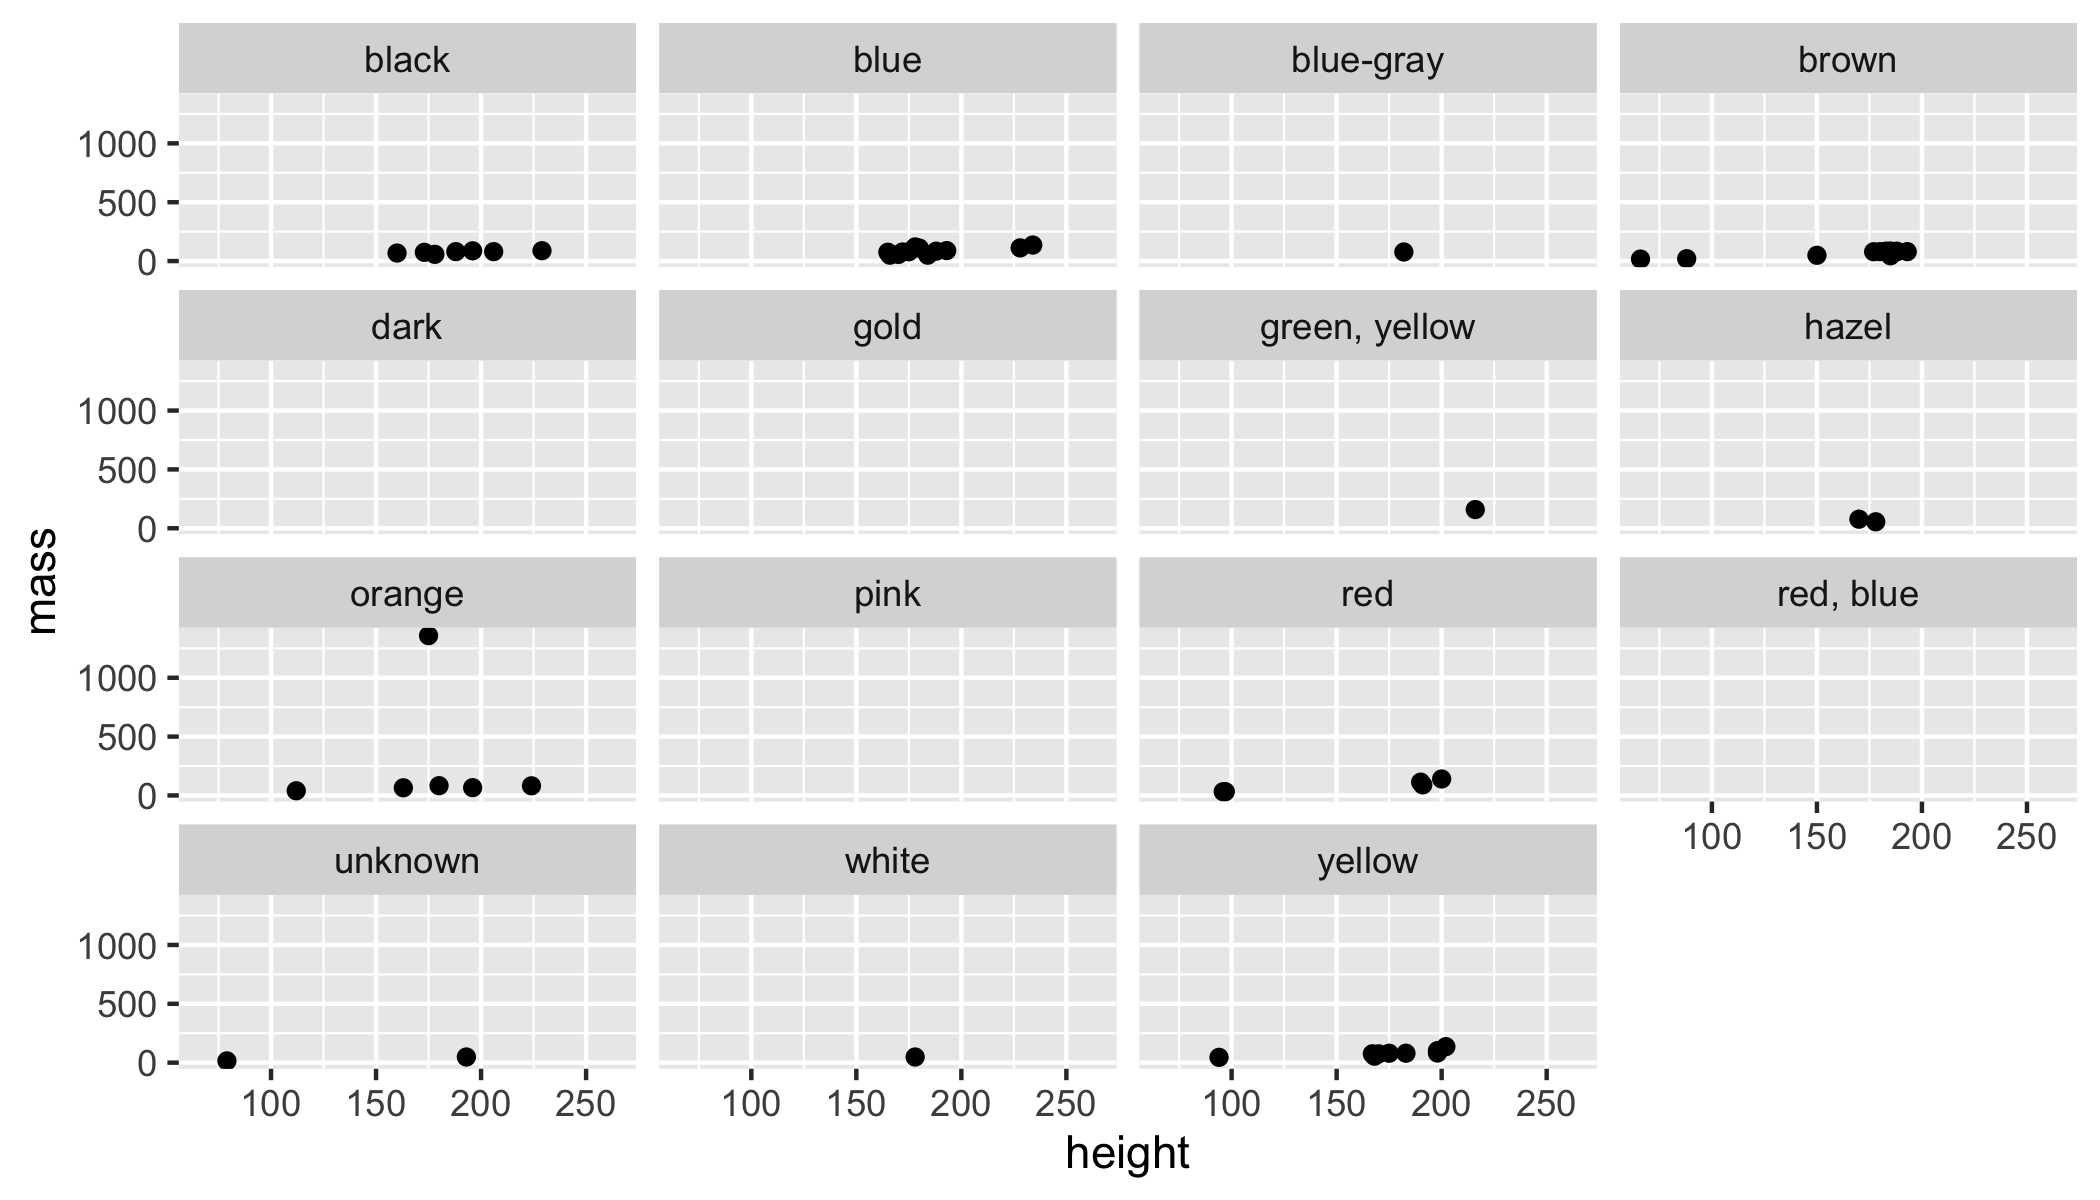 black blue blue-gray brown
1000
500
0
dark gold green, yellow hazel
1000
500
0
orange pink red red, blue
1000
500
0
100 150 200 250
unknown white yellow
1000
500
0
100 150 200 250 100 150 200 250 100 150 200 250
height
mass